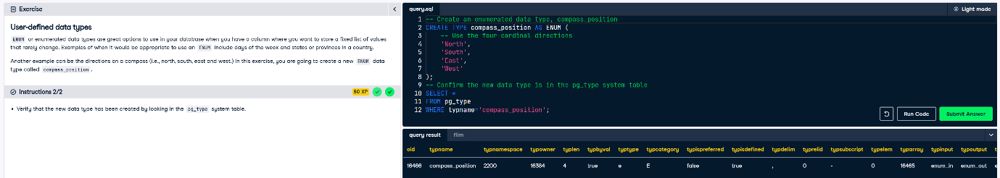 Exercise
User-defined data types
ENUM or enumerated data types are great options to use in your database when you have a column where you want to store a fixed list of values
that rarely change. Examples of when it would be appropriate to use an ENUM include days of the week and states or provinces in a country.
Another example can be the directions on a compass (i.e., north, south, east and west.) In this exercise, you are going to create a new ENUM data
type called compass_position.
Instructions 2/2
50 XP
• Verify that the new data type has been created by looking in the pg_type system table.
query.sql
Light mode
1 -- Create an enumerated data type, compass_position
2 CREATE TYPE compass_position AS ENUM (
3 -- Use the four cardinal directions
4 'North',
5 'South',
6 'East',
7 'West'
8 );
9 -- Confirm the new data type is in the pg_type system table
10 SELECT *
11 FROM pg_type
12 WHERE typname='compass_position';
Run Code
Submit Answer
query result film
oid typname typnamespace typowner typlen typbyval typtype typcategory typispreferred typisdefined typdelim typrelid typsubscript typelem typarray typinput typoutput t
16466 compass_position 2200 16384 4 true e E false true , 0 - 0 16465 enum_in enum_out e